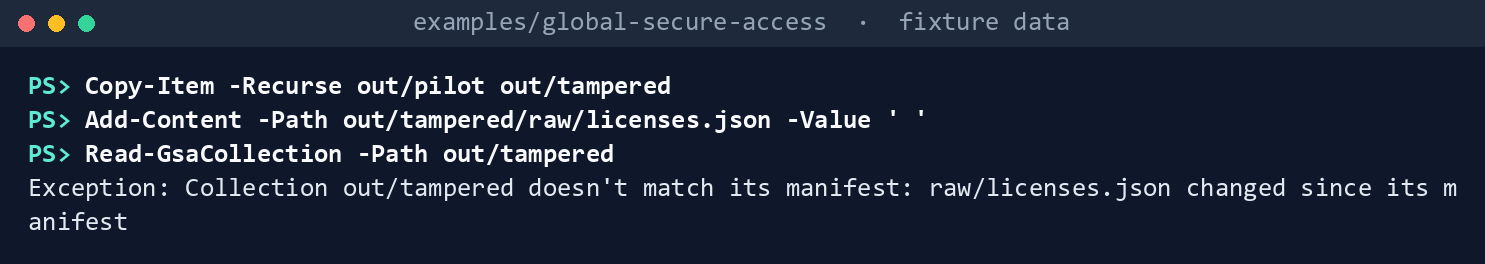 examples/global-secure-access  ·  fixture data
PS> Copy-Item -Recurse out/pilot out/tampered
PS> Add-Content -Path out/tampered/raw/licenses.json -Value ' '
PS> Read-GsaCollection -Path out/tampered
Exception: Collection out/tampered doesn't match its manifest: raw/licenses.json changed since its m
anifest